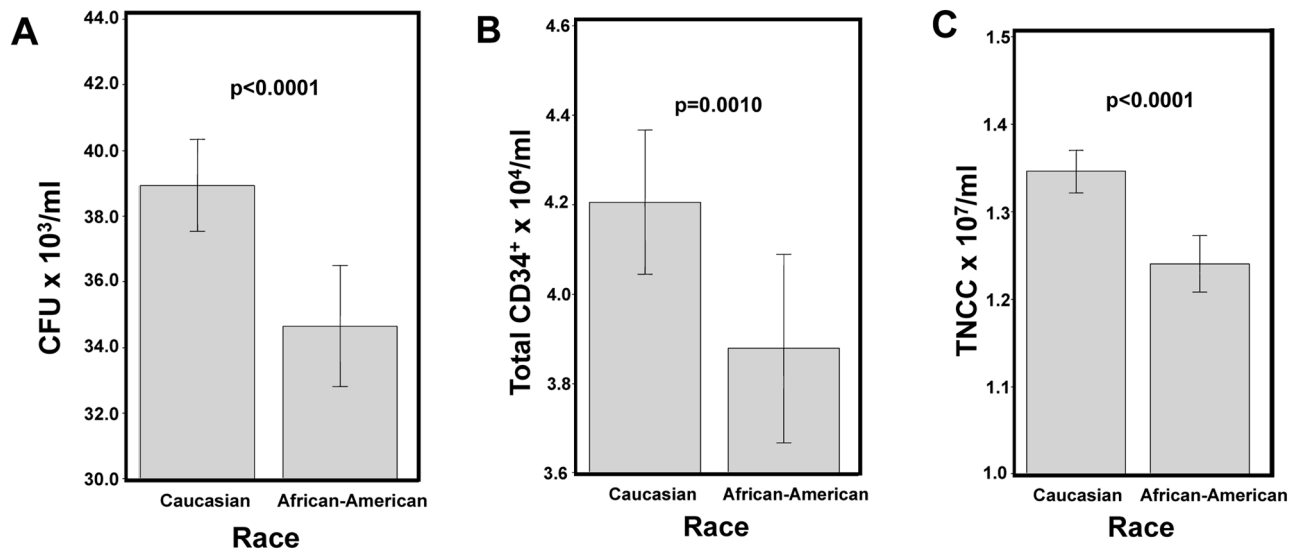 A
CFU x 10³/ml
44.0
42.0
40.0
38.0
36.0
34.0
32.0
30.0
p<0.0001
Caucasian African-American
Race
B
Total CD34⁺ x 10⁴/ml
4.6
4.4
4.2
4.0
3.8
3.6
p=0.0010
Caucasian African-American
Race
C
TNCC x 10⁷/ml
1.5
1.4
1.3
1.2
1.1
1.0
p<0.0001
Caucasian African-American
Race